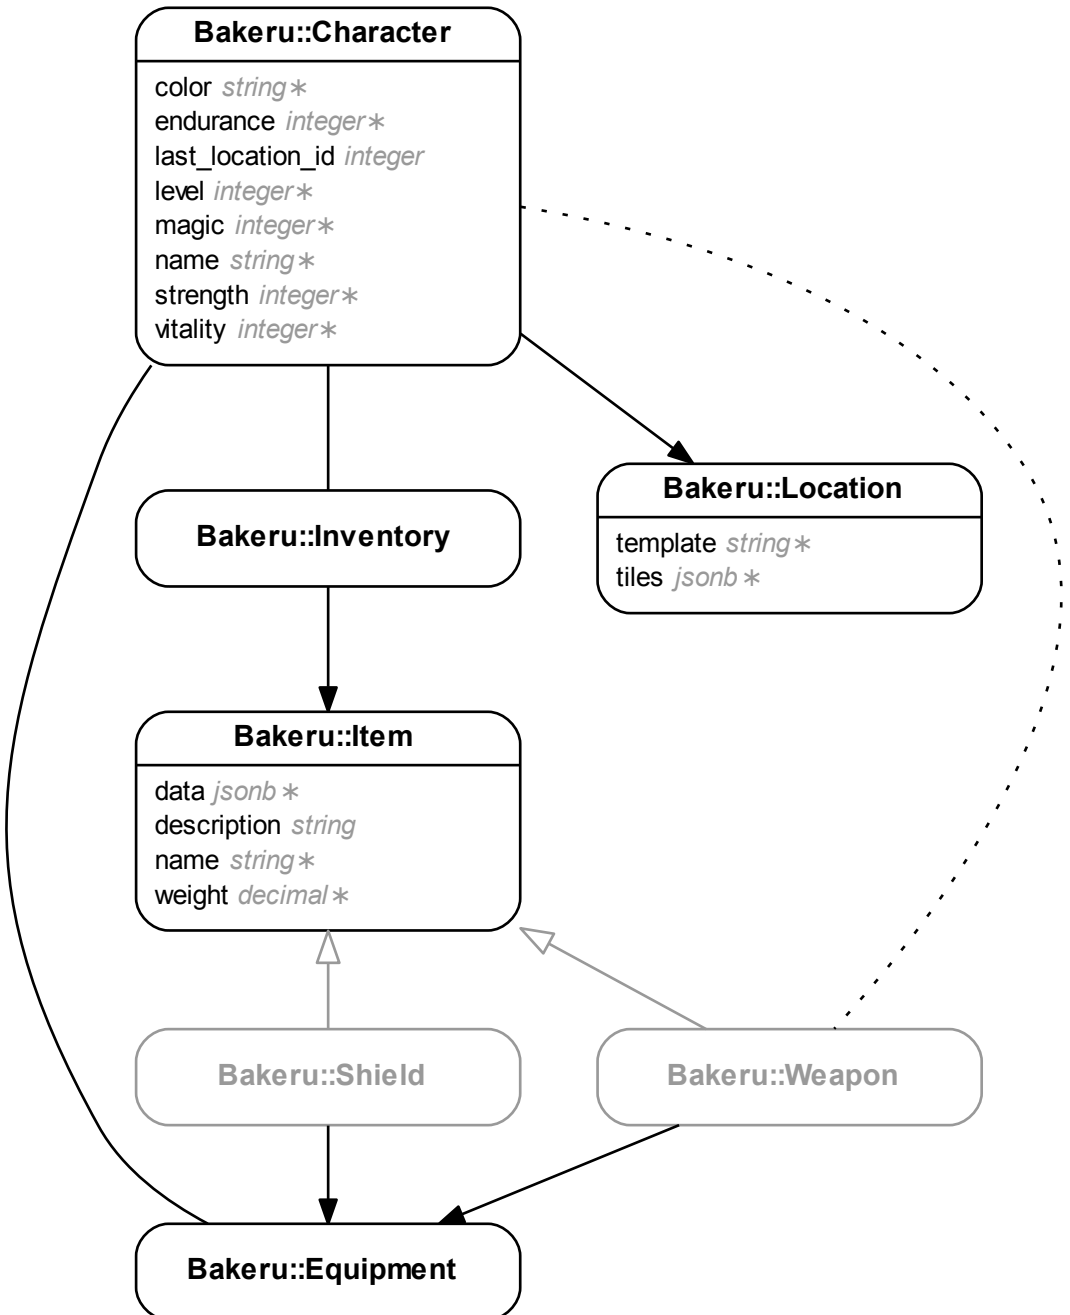 Bakeru::Character
color string*
endurance integer*
last_location_id integer
level integer*
magic integer*
name string*
strength integer*
vitality integer*
Bakeru::Location
template string*
tiles jsonb*
Bakeru::Inventory
Bakeru::Item
data jsonb*
description string
name string*
weight decimal*
Bakeru::Shield
Bakeru::Weapon
Bakeru::Equipment